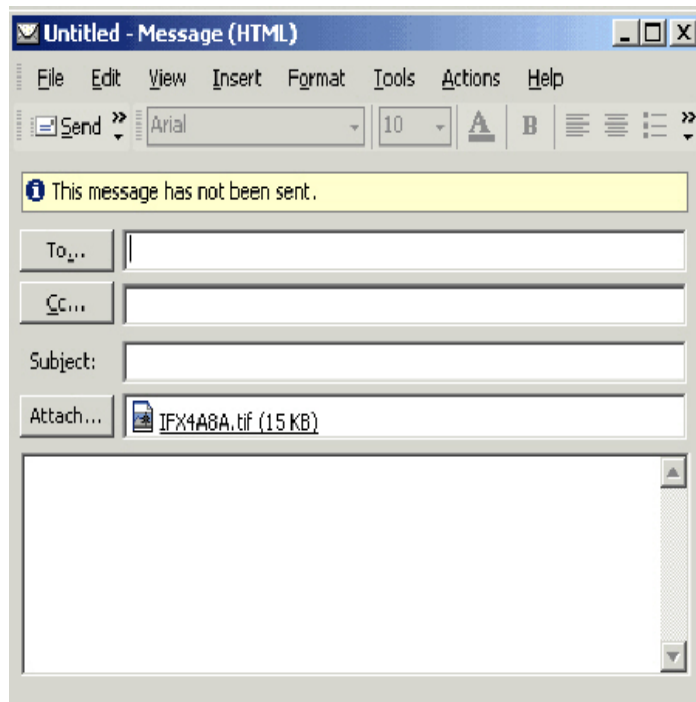 Untitled - Message (HTML)
File Edit View Insert Format Tools Actions Help
Send Arial 10 A B
This message has not been sent.
To...
Cc...
Subject:
Attach... IFX4A8A.tif (15 KB)